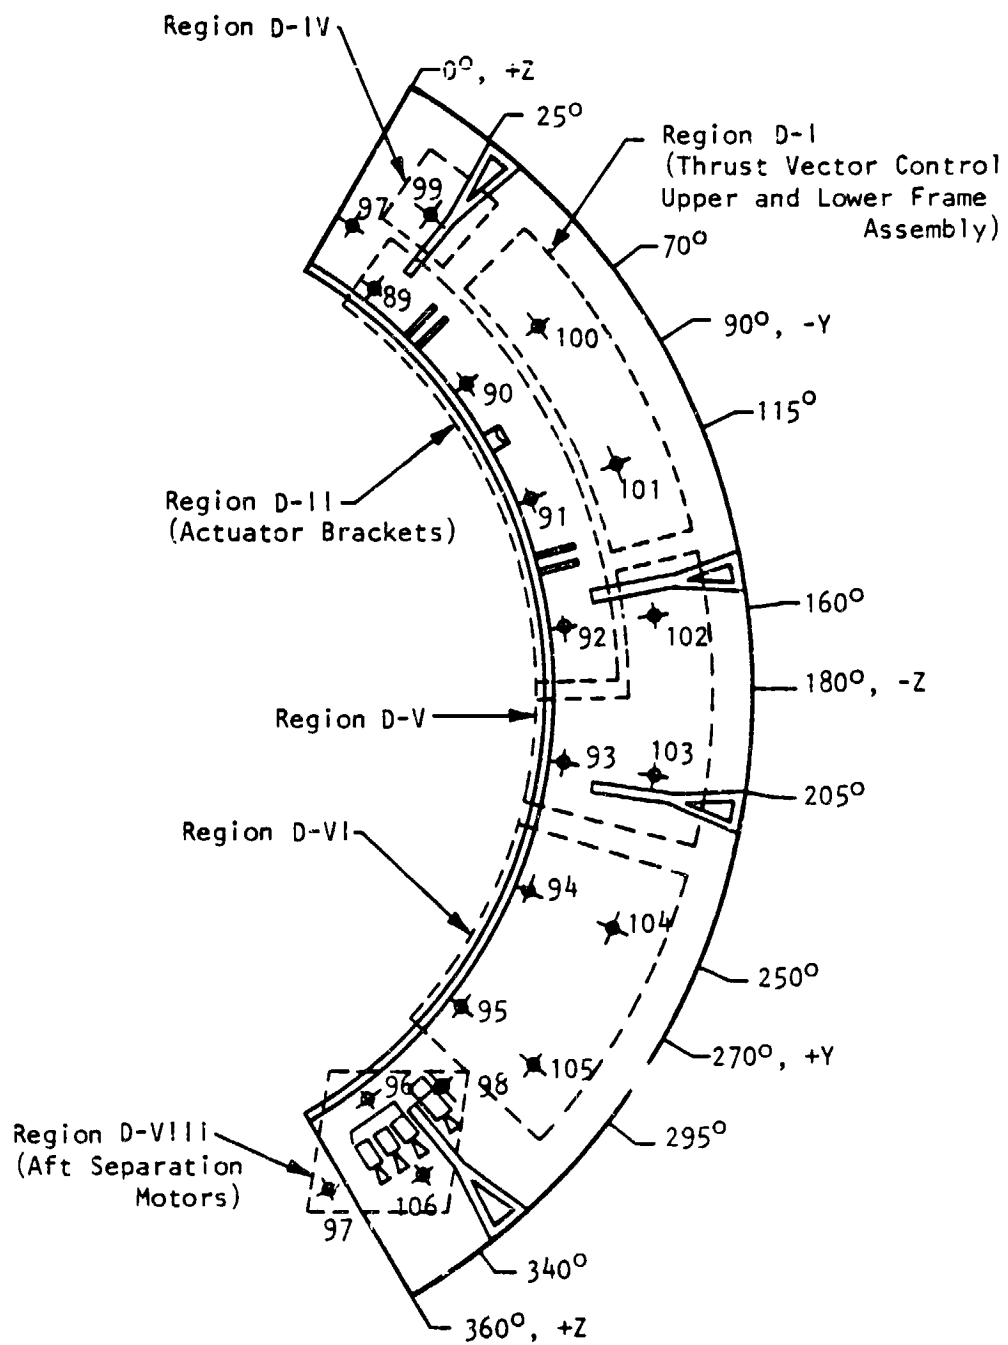 Region D-IV
0°, +Z
25°
Region D-I
(Thrust Vector Control
Upper and Lower Frame
Assembly)
99
97
70°
89
100
90°, -Y
90
115°
101
Region D-II
(Actuator Brackets)
91
160°
92
102
180°, -Z
Region D-V
93
103
205°
Region D-VI
94
104
250°
95
270°, +Y
105
96
98
295°
Region D-VIIi
(Aft Separation
Motors)
106
97
340°
360°, +Z